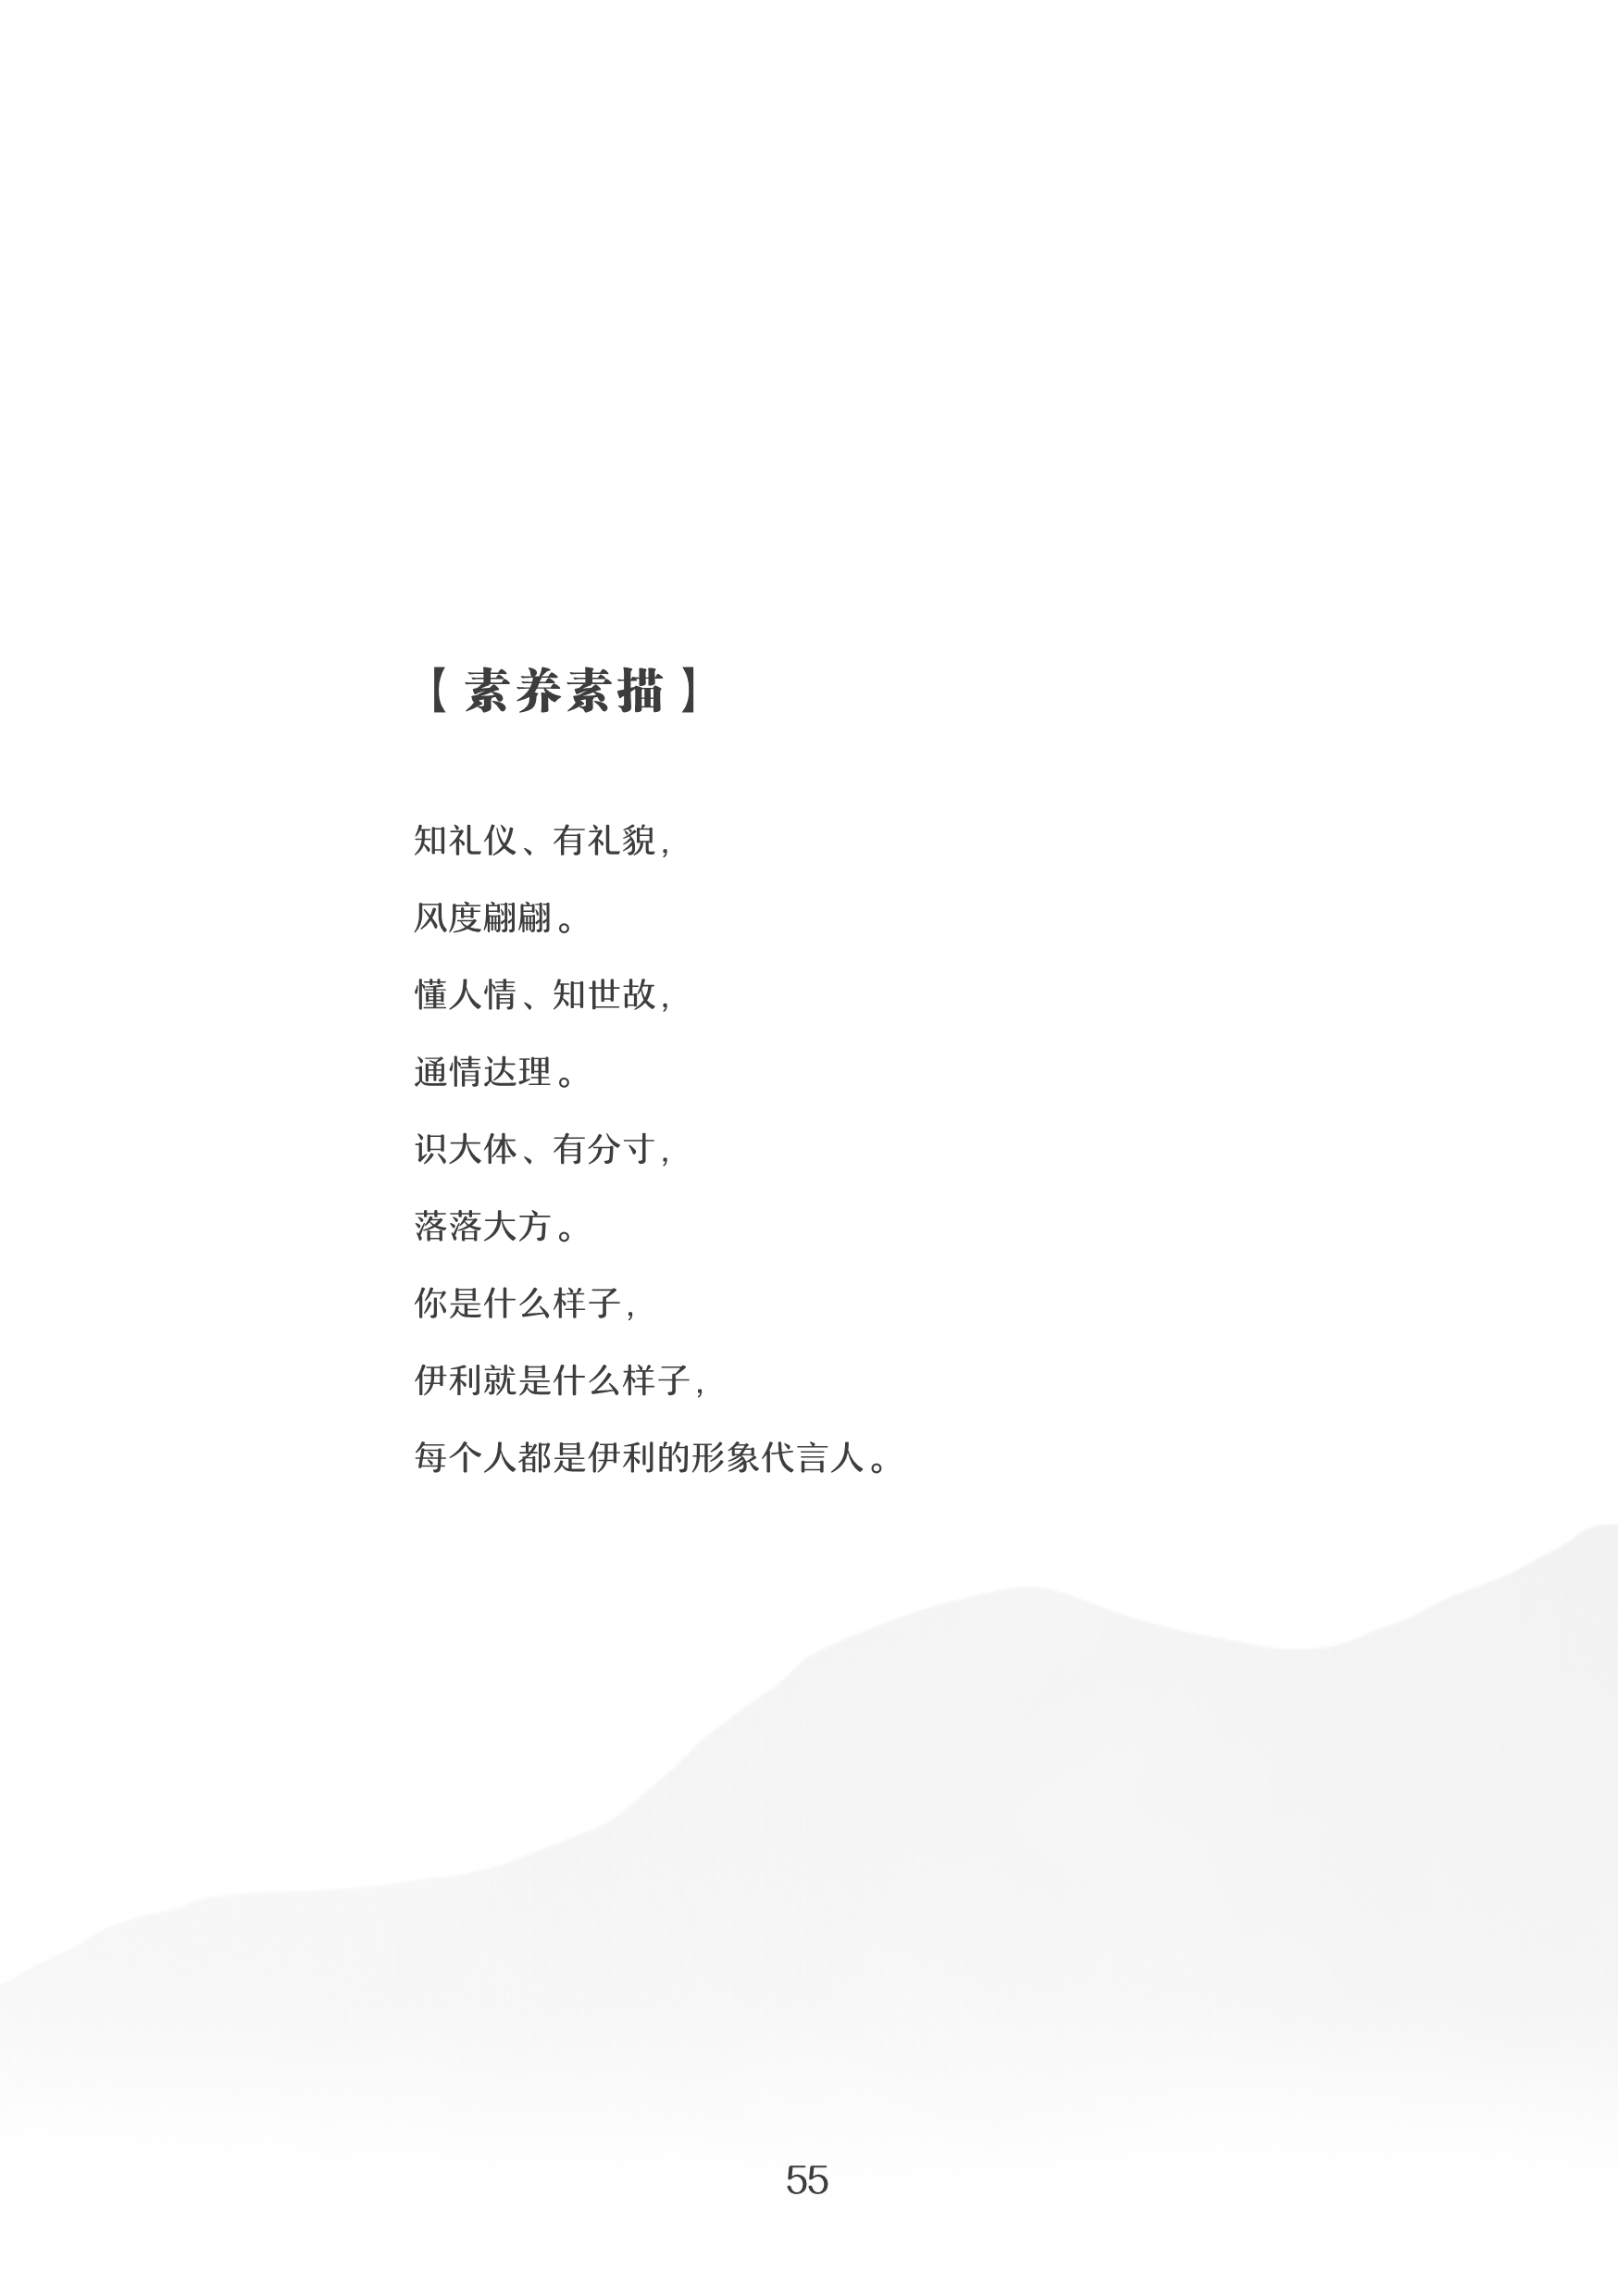 【素养素描】
知礼仪、有礼貌，
风度翩翩。
懂人情、知世故，
通情达理。
识大体、有分寸，
落落大方。
你是什么样子，
伊利就是什么样子，
每个人都是伊利的形象代言人。
55